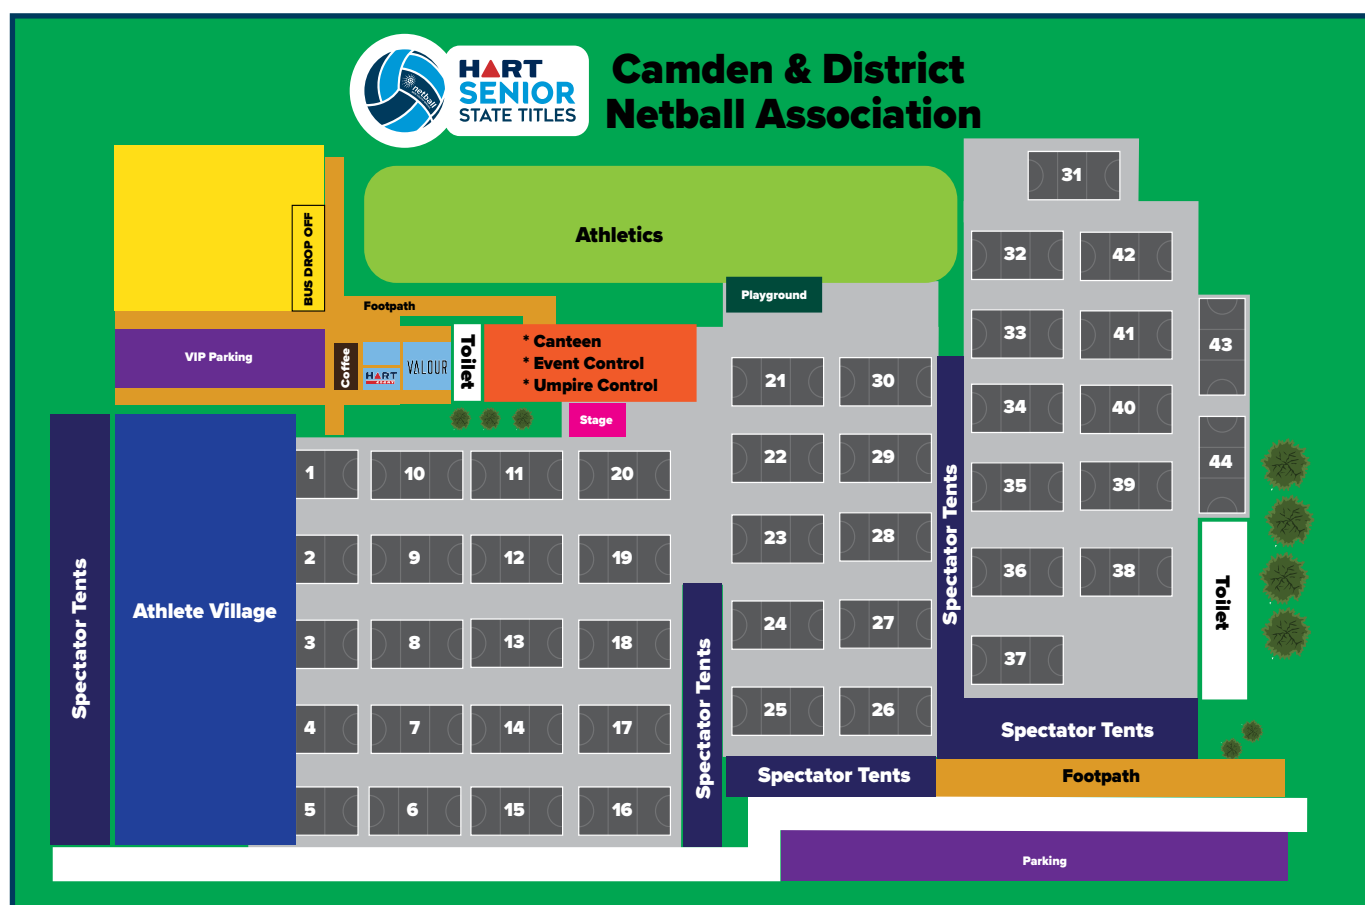 HART
SENIOR
STATE TITLES
netball
Camden & District
Netball Association
31
BUS DROP OFF
Athletics
32
42
Playground
Footpath
33
41
43
VIP Parking
Coffee
HART
SPORT
VALOUR
Toilet
* Canteen
* Event Control
* Umpire Control
21
30
34
40
Stage
22
29
44
1
10
11
20
35
39
23
28
Spectator Tents
2
9
12
19
36
38
Toilet
Spectator Tents
Athlete Village
3
8
13
18
24
27
37
Spectator Tents
4
7
14
17
25
26
Spectator Tents
Spectator Tents
Footpath
5
6
15
16
Parking